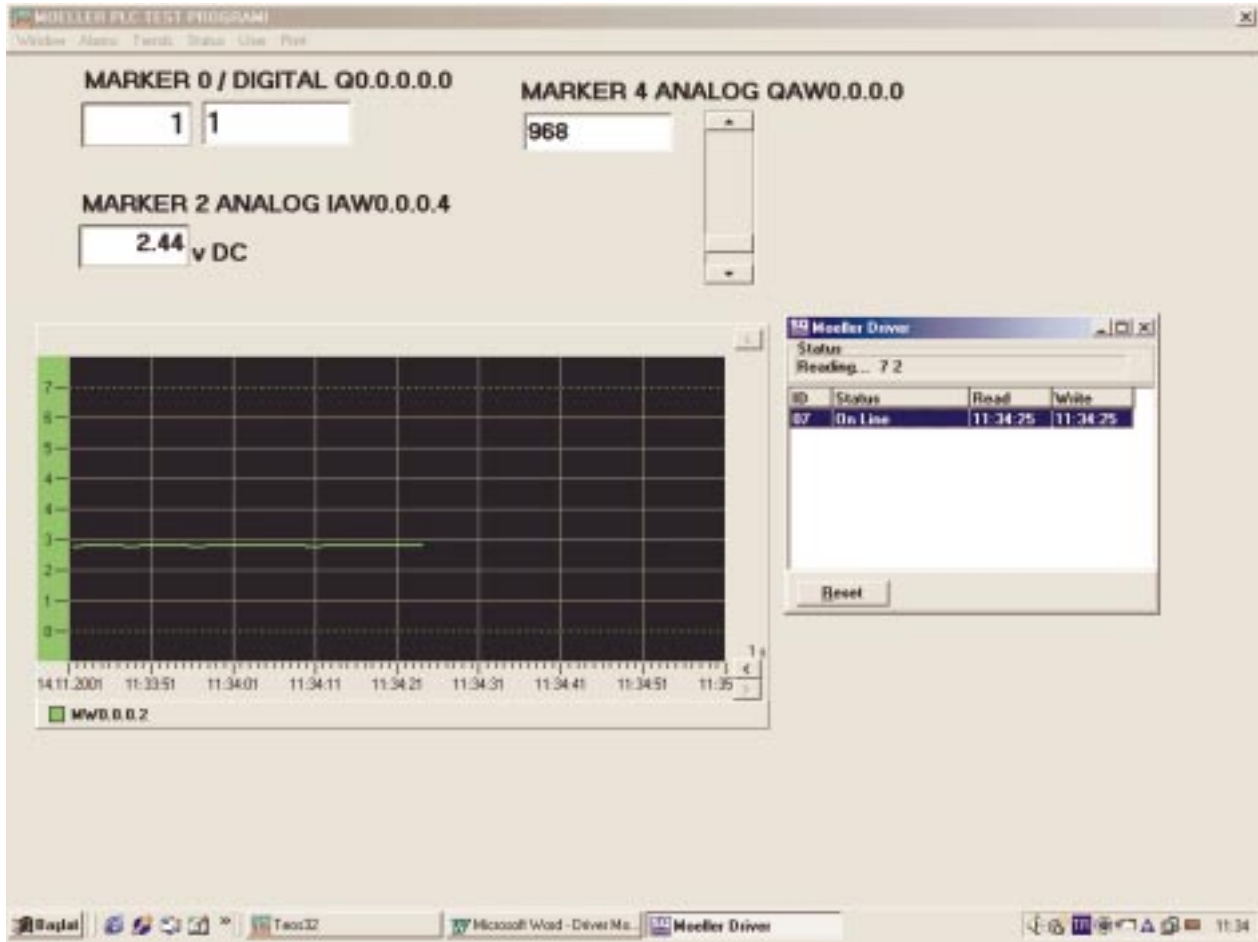 MOELLER PLC TEST PROGRAMI
Window Alarms Trends Status User Print
MARKER 0 / DIGITAL Q0.0.0.0.0
1 1
MARKER 4 ANALOG QAW0.0.0.0
968
MARKER 2 ANALOG IAW0.0.0.4
2.44 v DC
Moeller Driver
Status
Reading... 7 2
ID Status Read Write
07 On Line 11:34:25 11:34:25
Reset
7
6
5
4
4
3
2
1
0
1 s
14.11.2001 11:33:51 11:34:01 11:34:11 11:34:21 11:34:31 11:34:41 11:34:51 11:35
MW0.0.0.2
Başlat
Microsoft Word - Driver Ma...
Moeller Driver
11:34